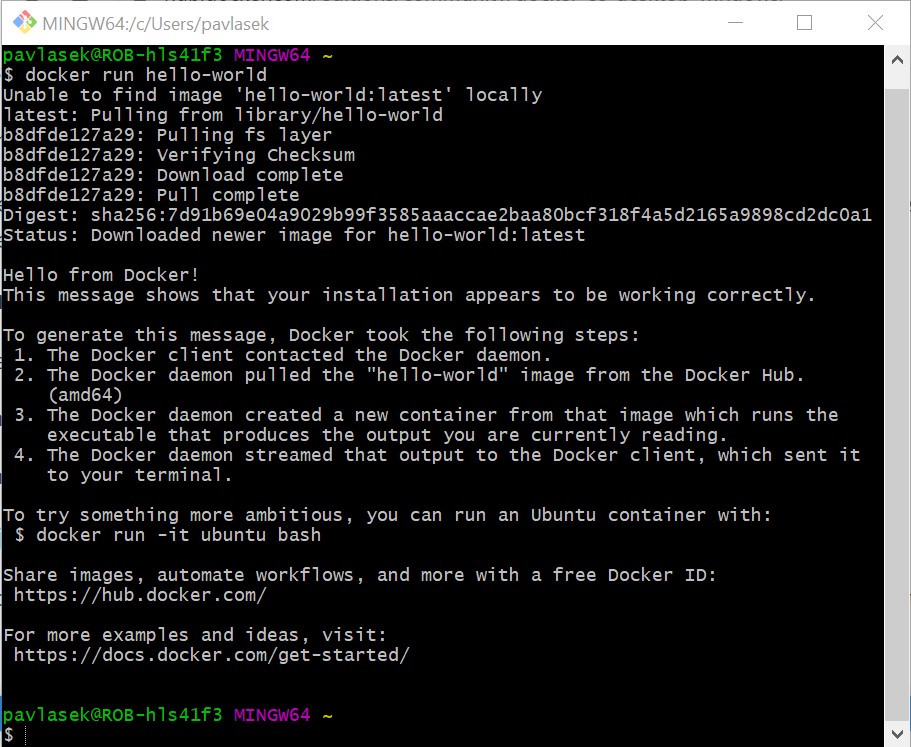 MINGW64:/c/Users/pavlasek
pavlasek@ROB-hls41f3 MINGW64 ~
$ docker run hello-world
Unable to find image 'hello-world:latest' locally
latest: Pulling from library/hello-world
b8dfde127a29: Pulling fs layer
b8dfde127a29: Verifying Checksum
b8dfde127a29: Download complete
b8dfde127a29: Pull complete
Digest: sha256:7d91b69e04a9029b99f3585aaaccae2baa80bcf318f4a5d2165a9898cd2dc0a1
Status: Downloaded newer image for hello-world:latest
Hello from Docker!
This message shows that your installation appears to be working correctly.
To generate this message, Docker took the following steps:
1. The Docker client contacted the Docker daemon.
2. The Docker daemon pulled the "hello-world" image from the Docker Hub.
(amd64)
3. The Docker daemon created a new container from that image which runs the
executable that produces the output you are currently reading.
4. The Docker daemon streamed that output to the Docker client, which sent it
to your terminal.
To try something more ambitious, you can run an Ubuntu container with:
$ docker run -it ubuntu bash
Share images, automate workflows, and more with a free Docker ID:
https://hub.docker.com/
For more examples and ideas, visit:
https://docs.docker.com/get-started/
pavlasek@ROB-hls41f3 MINGW64 ~
$